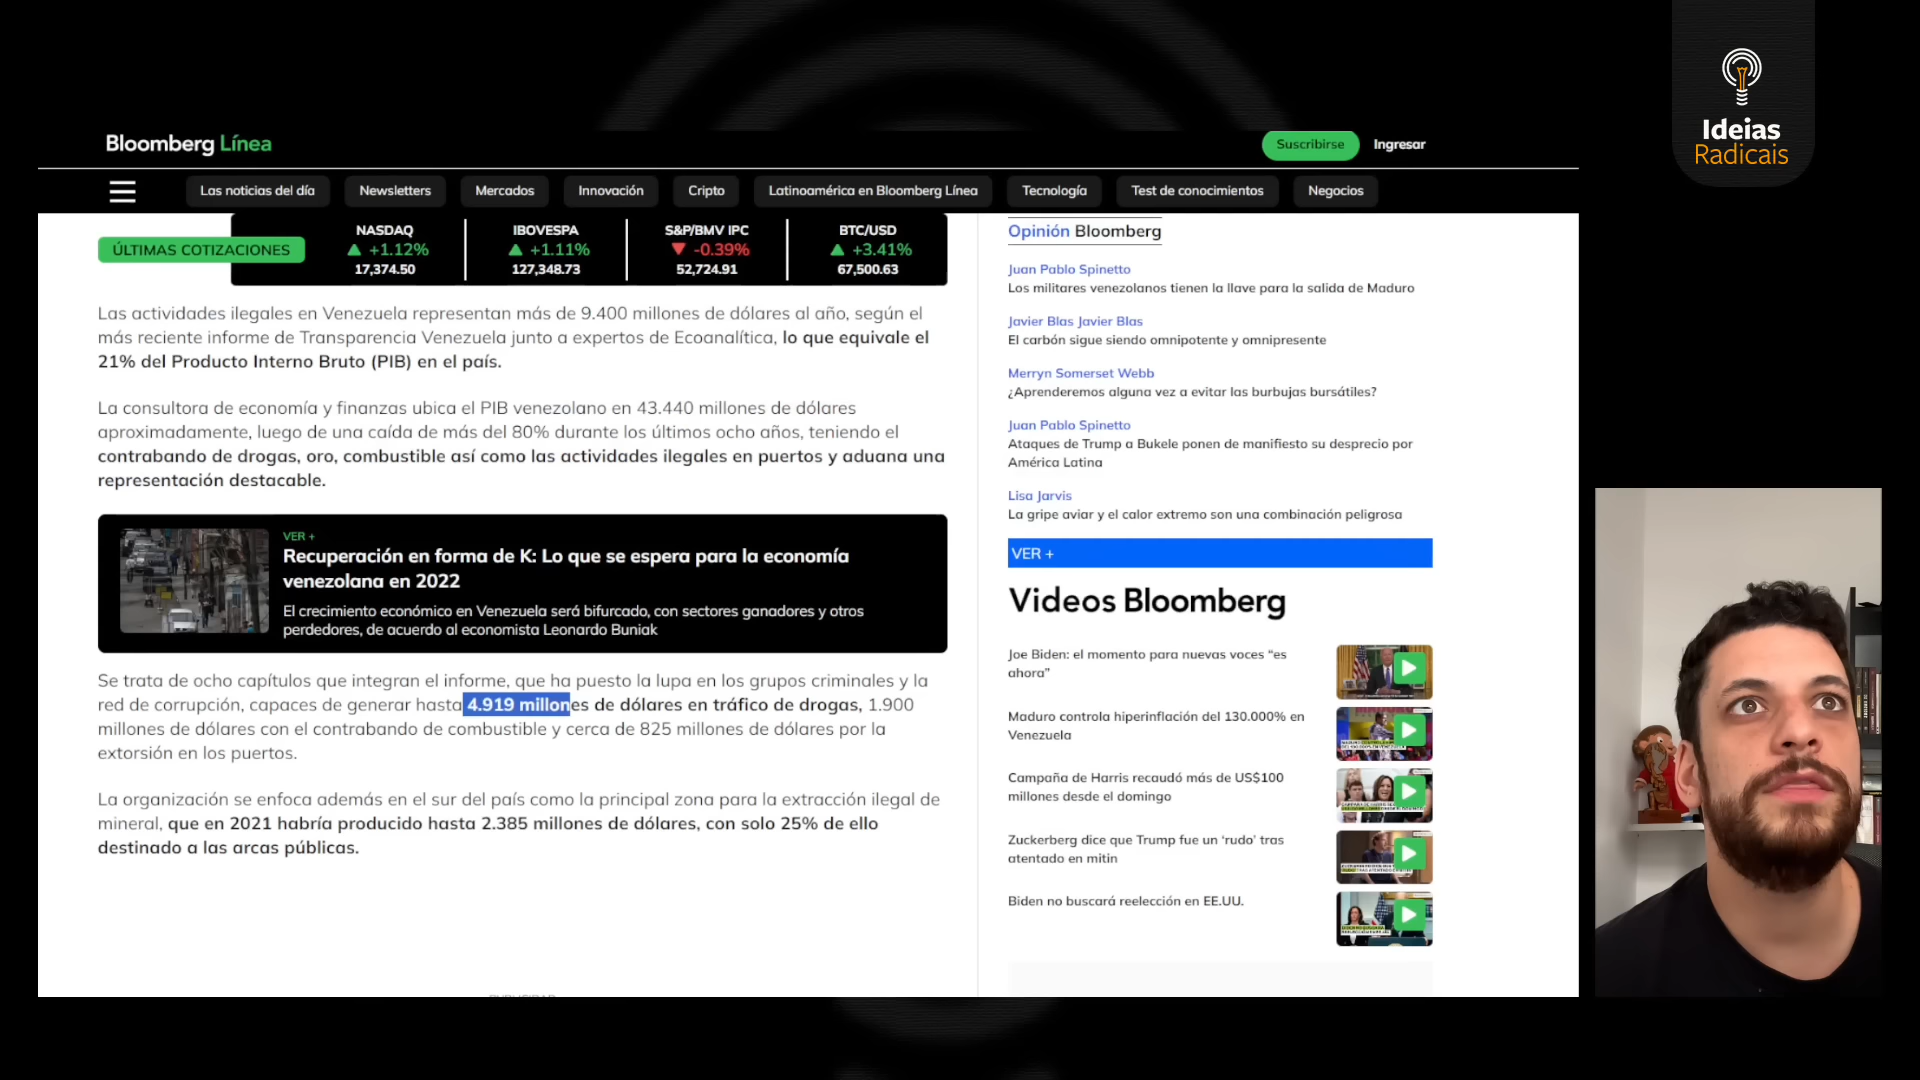 Ideias
Radicais
Bloomberg Línea
Suscribirse
Ingresar
Las noticias del día
Newsletters
Mercados
Innovación
Cripto
Latinoamérica en Bloomberg Línea
Tecnología
Test de conocimientos
Negocios
ÚLTIMAS COTIZACIONES
NASDAQ
+1.12%
17,374.50
IBOVESPA
+1.11%
127,348.73
S&P/BMV IPC
-0.39%
52,724.91
BTC/USD
+3.41%
67,500.63
Las actividades ilegales en Venezuela representan más de 9.400 millones de dólares al año, según el
más reciente informe de Transparencia Venezuela junto a expertos de Ecoanalítica, lo que equivale el
21% del Producto Interno Bruto (PIB) en el país.
La consultora de economía y finanzas ubica el PIB venezolano en 43.440 millones de dólares
aproximadamente, luego de una caída de más del 80% durante los últimos ocho años, teniendo el
contrabando de drogas, oro, combustible así como las actividades ilegales en puertos y aduana una
representación destacable.
VER +
Recuperación en forma de K: Lo que se espera para la economía
venezolana en 2022
El crecimiento económico en Venezuela será bifurcado, con sectores ganadores y otros
perdedores, de acuerdo al economista Leonardo Buniak
Se trata de ocho capítulos que integran el informe, que ha puesto la lupa en los grupos criminales y la
red de corrupción, capaces de generar hasta 4.919 millones de dólares en tráfico de drogas, 1.900
millones de dólares con el contrabando de combustible y cerca de 825 millones de dólares por la
extorsión en los puertos.
La organización se enfoca además en el sur del país como la principal zona para la extracción ilegal de
mineral, que en 2021 habría producido hasta 2.385 millones de dólares, con solo 25% de ello
destinado a las arcas públicas.
Opinión Bloomberg
Juan Pablo Spinetto
Los militares venezolanos tienen la llave para la salida de Maduro
Javier Blas Javier Blas
El carbón sigue siendo omnipotente y omnipresente
Merryn Somerset Webb
¿Aprenderemos alguna vez a evitar las burbujas bursátiles?
Juan Pablo Spinetto
Ataques de Trump a Bukele ponen de manifiesto su desprecio por
América Latina
Lisa Jarvis
La gripe aviar y el calor extremo son una combinación peligrosa
VER +
Videos Bloomberg
Joe Biden: el momento para nuevas voces “es
ahora”
Maduro controla hiperinflación del 130.000% en
Venezuela
Campaña de Harris recaudó más de US$100
millones desde el domingo
Zuckerberg dice que Trump fue un ‘rudo’ tras
atentado en mitin
Biden no buscará reelección en EE.UU.